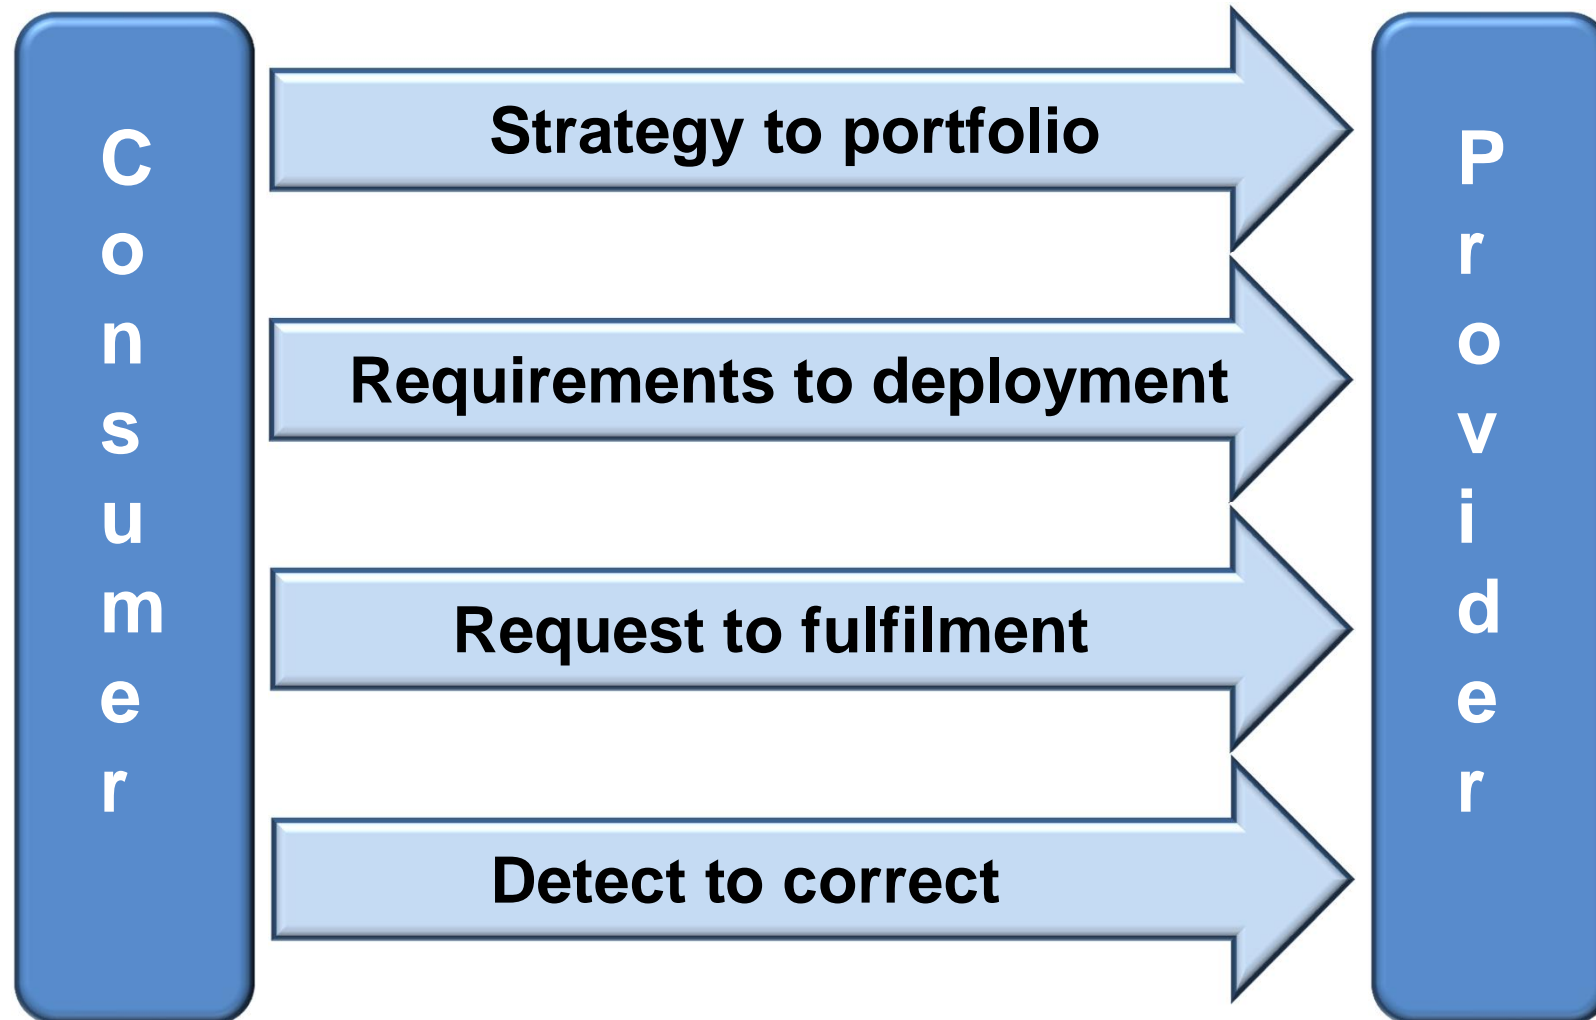 Consumer
Strategy to portfolio
Requirements to deployment
Request to fulfilment
Detect to correct
Provider